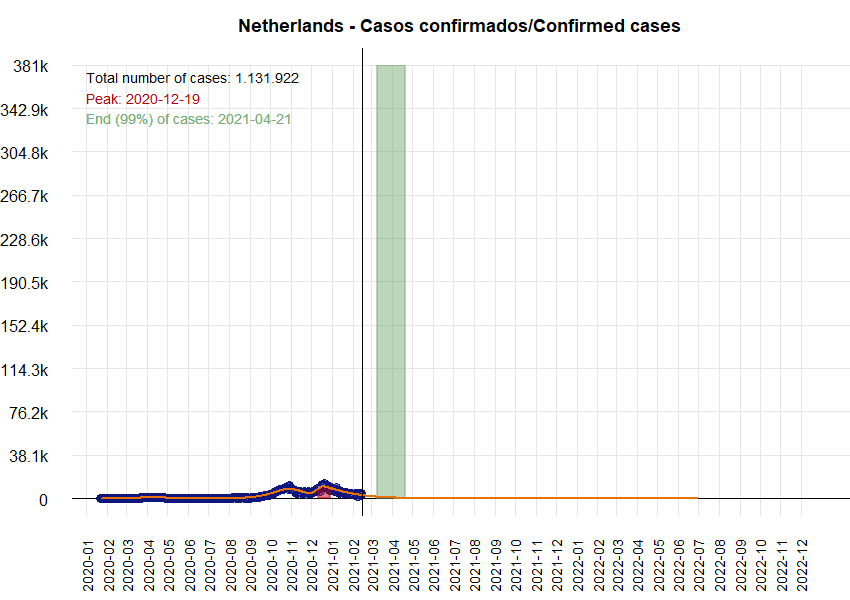 Netherlands - Casos confirmados/Confirmed cases
381k
342.9k
304.8k
266.7k
228.6k
190.5k
152.4k
114.3k
76.2k
38.1k
0
Total number of cases: 1.131.922
Peak: 2020-12-19
End (99%) of cases: 2021-04-21
2020-01
2020-02
2020-03
2020-04
2020-05
2020-06
2020-07
2020-08
2020-09
2020-10
2020-11
2020-12
2021-01
2021-02
2021-03
2021-04
2021-05
2021-06
2021-07
2021-08
2021-09
2021-10
2021-11
2021-12
2022-01
2022-02
2022-03
2022-04
2022-05
2022-06
2022-07
2022-08
2022-09
2022-10
2022-11
2022-12